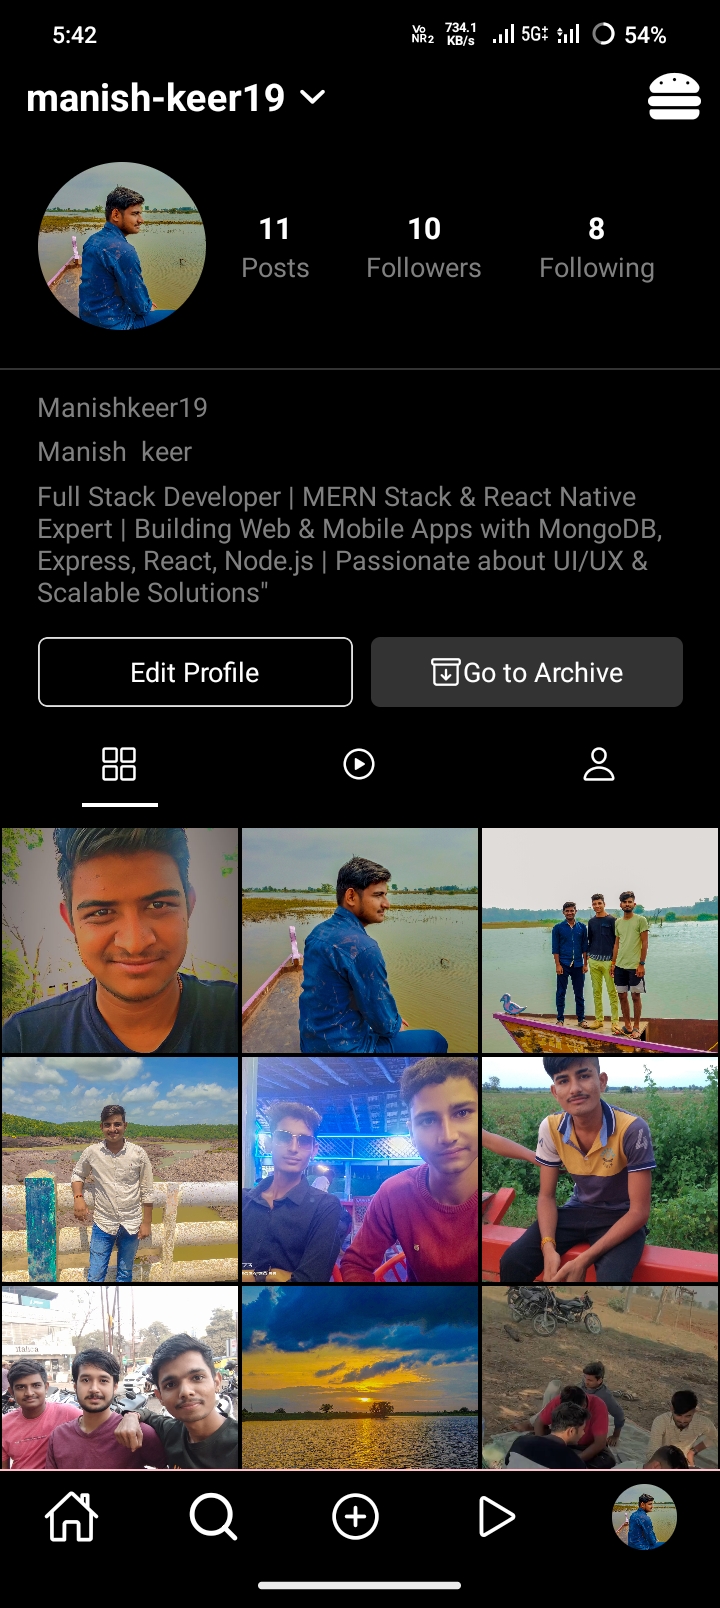 5:42
Vo NR2 734.1 KB/s 5G‡ 54%
manish-keer19
11 10 8
Posts Followers Following
Manishkeer19
Manish keer
Full Stack Developer | MERN Stack & React Native
Expert | Building Web & Mobile Apps with MongoDB,
Express, React, Node.js | Passionate about UI/UX &
Scalable Solutions"
Edit Profile Go to Archive